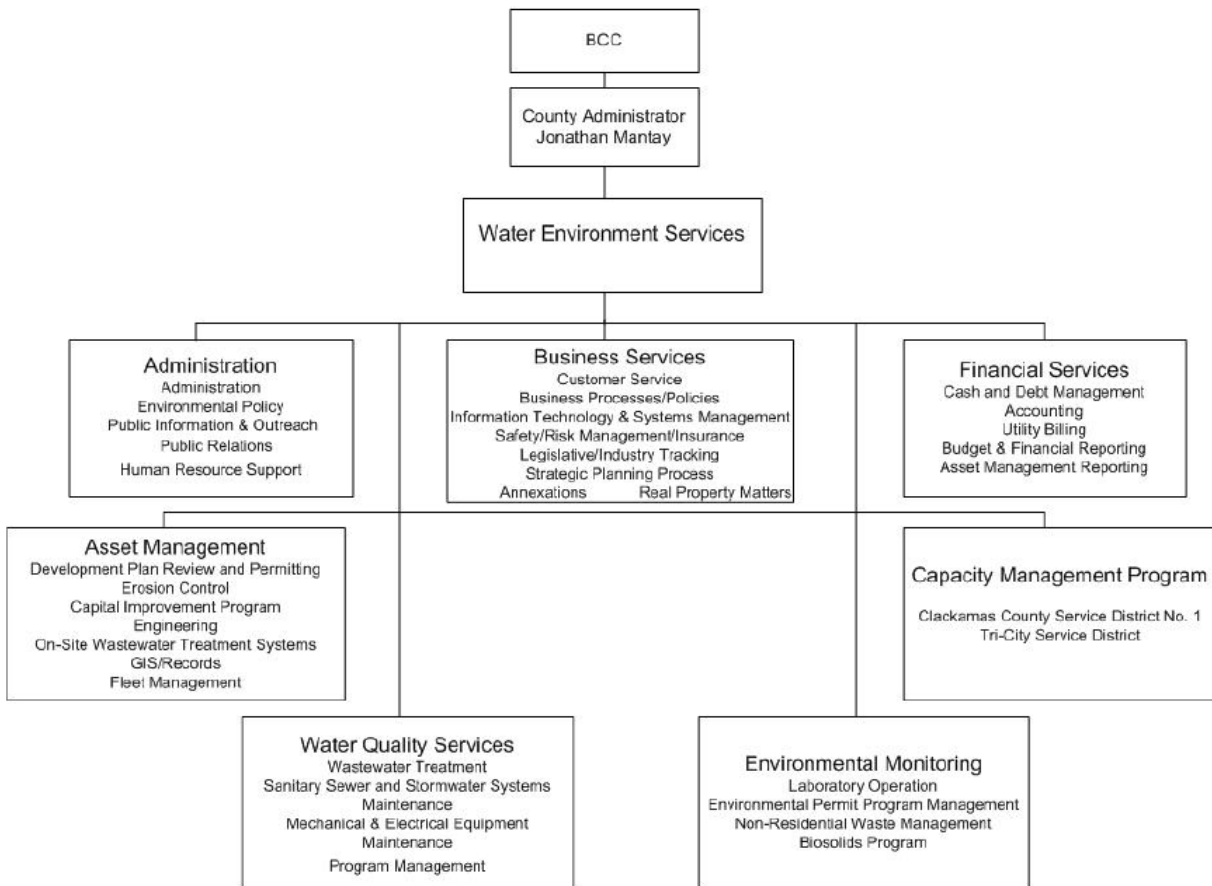 BCC
County Administrator
Jonathan Mantay
Water Environment Services
Administration
Administration
Environmental Policy
Public Information & Outreach
Public Relations
Human Resource Support
Business Services
Customer Service
Business Processes/Policies
Information Technology & Systems Management
Safety/Risk Management/Insurance
Legislative/Industry Tracking
Strategic Planning Process
Annexations Real Property Matters
Financial Services
Cash and Debt Management
Accounting
Utility Billing
Budget & Financial Reporting
Asset Management Reporting
Asset Management
Development Plan Review and Permitting
Erosion Control
Capital Improvement Program
Engineering
On-Site Wastewater Treatment Systems
GIS/Records
Fleet Management
Capacity Management Program
Clackamas County Service District No. 1
Tri-City Service District
Water Quality Services
Wastewater Treatment
Sanitary Sewer and Stormwater Systems
Maintenance
Mechanical & Electrical Equipment
Maintenance
Program Management
Environmental Monitoring
Laboratory Operation
Environmental Permit Program Management
Non-Residential Waste Management
Biosolids Program